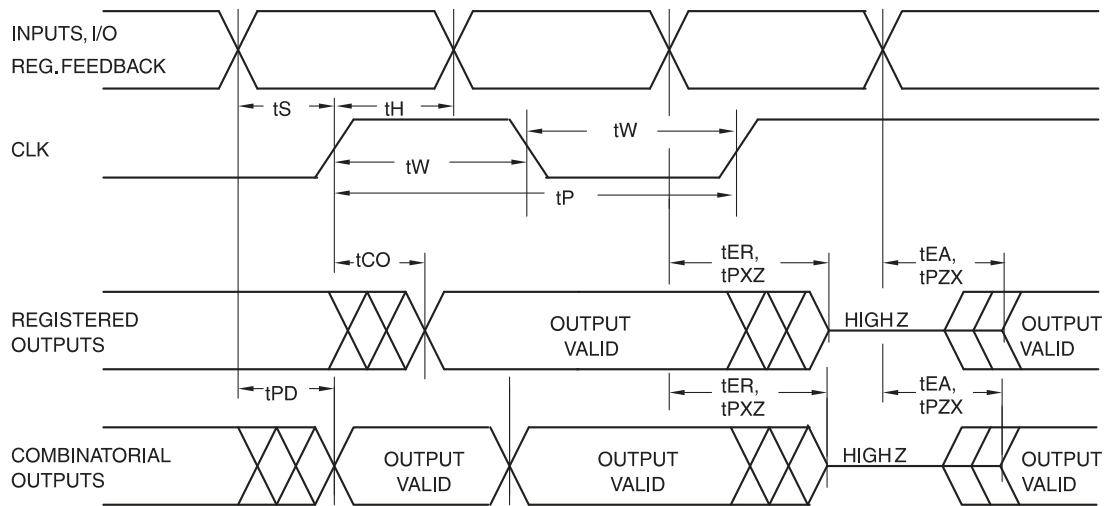 INPUTS, I/O
REG. FEEDBACK
tS
tH
tW
CLK
tW
tP
tCO
tER,
tPXZ
tEA,
tPZX
REGISTERED
OUTPUTS
OUTPUT
VALID
HIGH Z
OUTPUT
VALID
tPD
tER,
tPXZ
tEA,
tPZX
COMBINATORIAL
OUTPUTS
OUTPUT
VALID
OUTPUT
VALID
HIGH Z
OUTPUT
VALID